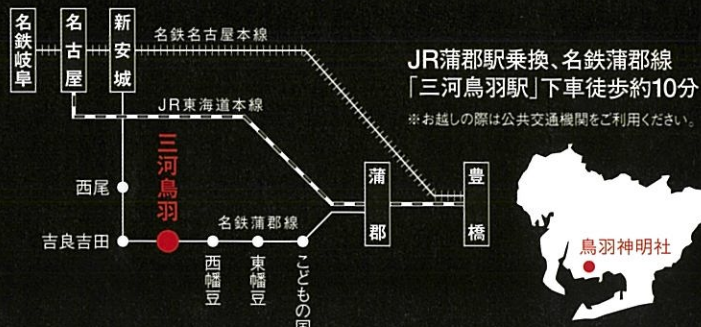 名鉄岐阜
名古屋
新安城
名鉄名古屋本線
JR東海道本線
JR蒲郡駅乗換、名鉄蒲郡線
「三河鳥羽駅」下車徒歩約10分
※お越しの際は公共交通機関をご利用ください。
三河鳥羽
西尾
吉良吉田
名鉄蒲郡線
西幡豆
東幡豆
こどもの国
蒲郡
豊橋
鳥羽神明社